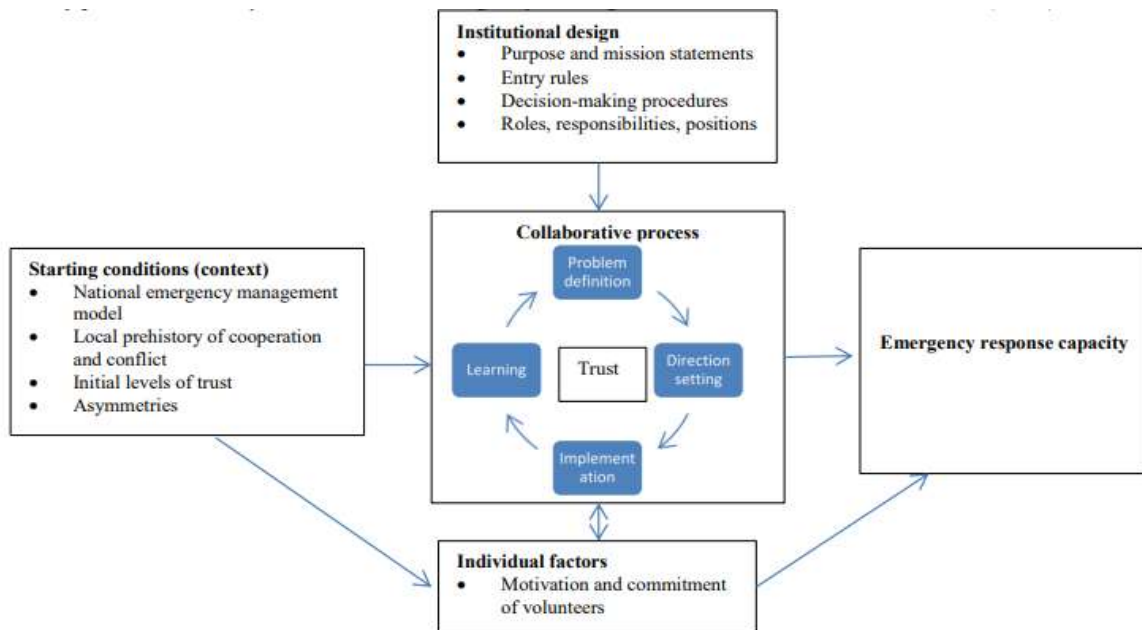 Institutional design
• Purpose and mission statements
• Entry rules
• Decision-making procedures
• Roles, responsibilities, positions
Collaborative process
Problem
definition
Learning
Trust
Direction
setting
Implement
ation
Starting conditions (context)
• National emergency management
model
• Local prehistory of cooperation
and conflict
• Initial levels of trust
• Asymmetries
Emergency response capacity
Individual factors
• Motivation and commitment
of volunteers